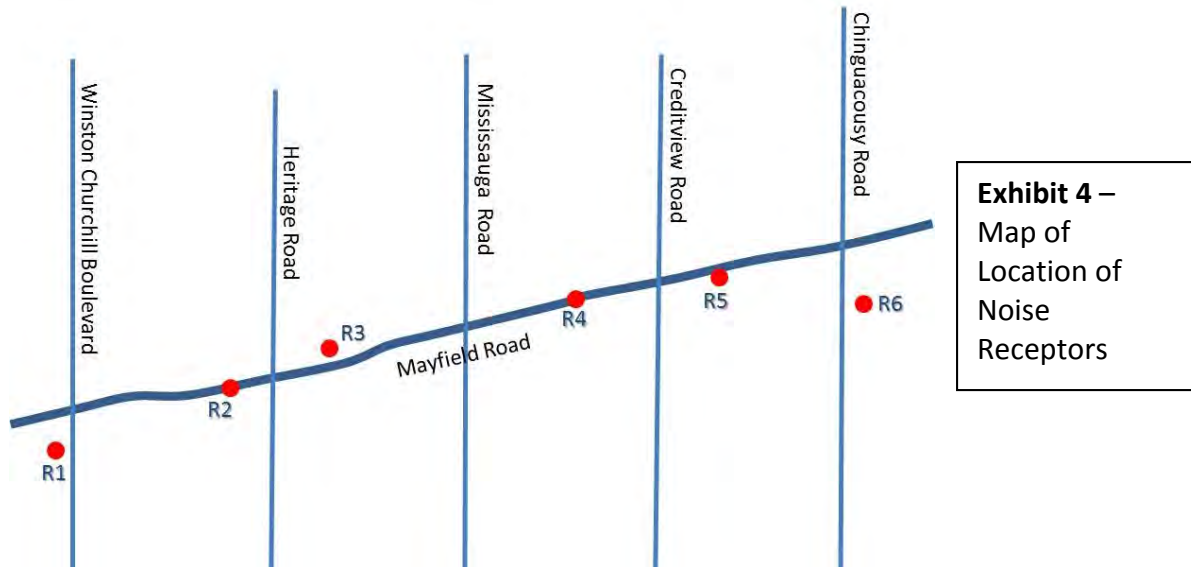 Winston Churchill Boulevard
Heritage Road
Mississauga Road
Creditview Road
Chinguacousy Road
R3
R4
R5
R6
Mayfield Road
R2
R1
Exhibit 4 –
Map of
Location of
Noise
Receptors